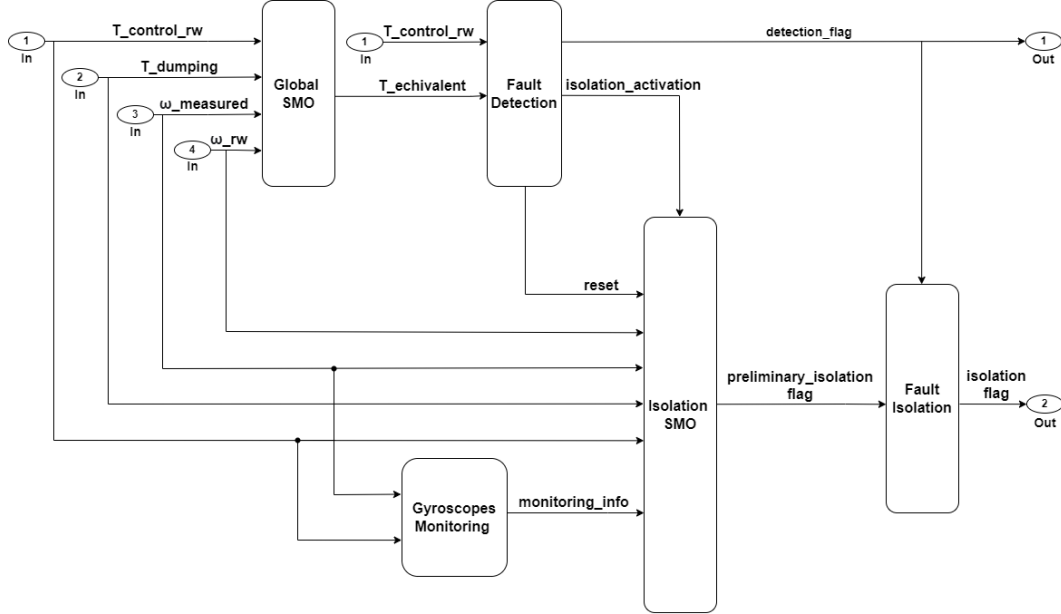 1
In
T_control_rw
2
In
T_dumping
3
In
ω_measured
4
In
ω_rw
Global
SMO
1
In
T_control_rw
T_echivalent
Fault
Detection
detection_flag
isolation_activation
1
Out
reset
Isolation
SMO
preliminary_isolation
flag
Fault
Isolation
isolation
flag
2
Out
Gyroscopes
Monitoring
monitoring_info